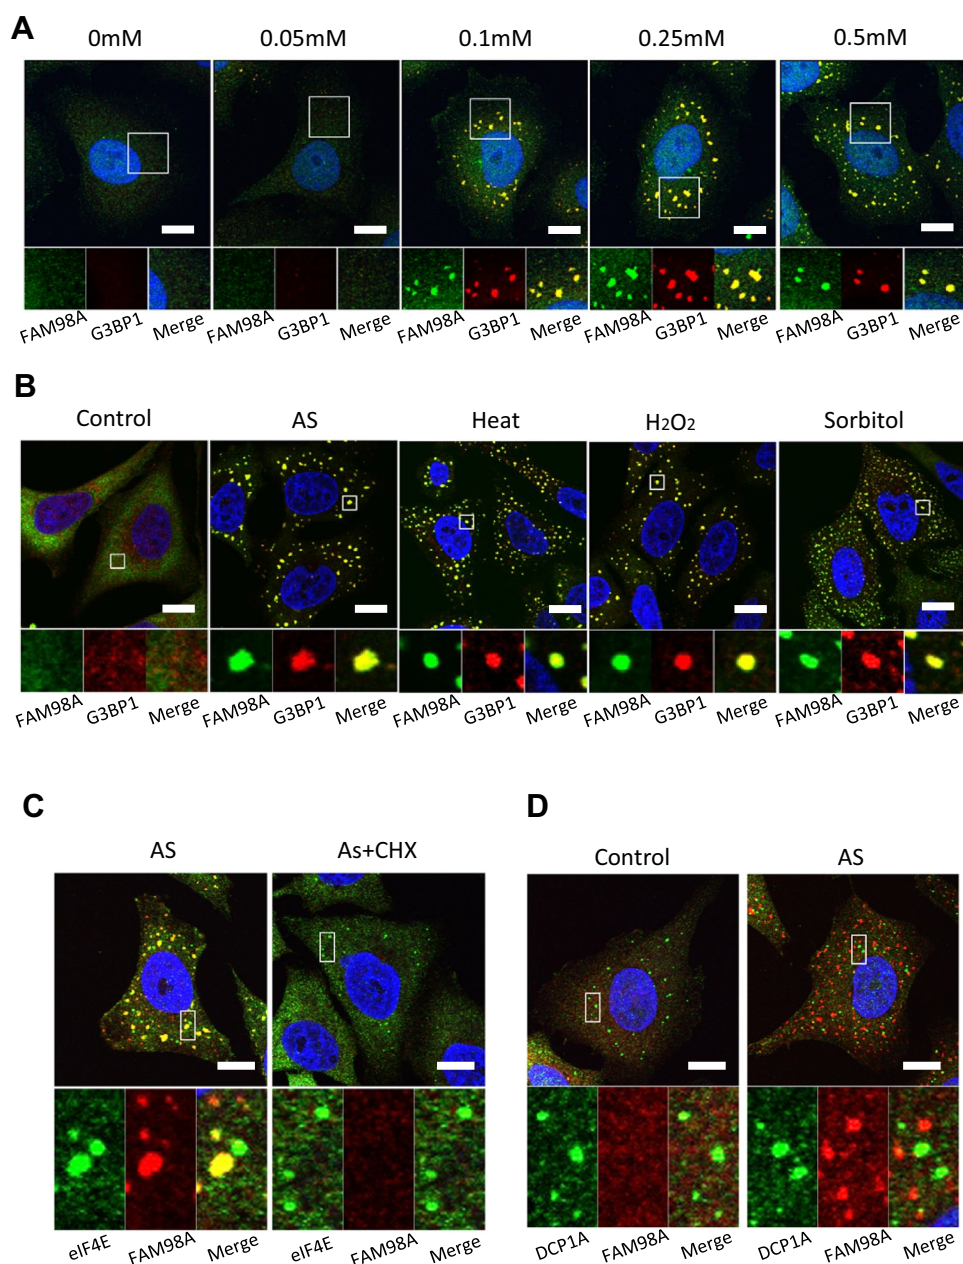 A
0mM 0.05mM 0.1mM 0.25mM 0.5mM
FAM98A G3BP1 Merge FAM98A G3BP1 Merge FAM98A G3BP1 Merge FAM98A G3BP1 Merge FAM98A G3BP1 Merge
B
Control AS Heat H2O2 Sorbitol
FAM98A G3BP1 Merge FAM98A G3BP1 Merge FAM98A G3BP1 Merge FAM98A G3BP1 Merge FAM98A G3BP1 Merge
C
AS As+CHX
eIF4E FAM98A Merge eIF4E FAM98A Merge
D
Control AS
DCP1A FAM98A Merge DCP1A FAM98A Merge